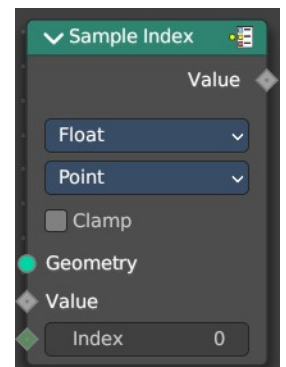 Sample Index
Value
Float
Point
Clamp
Geometry
Value
Index 0